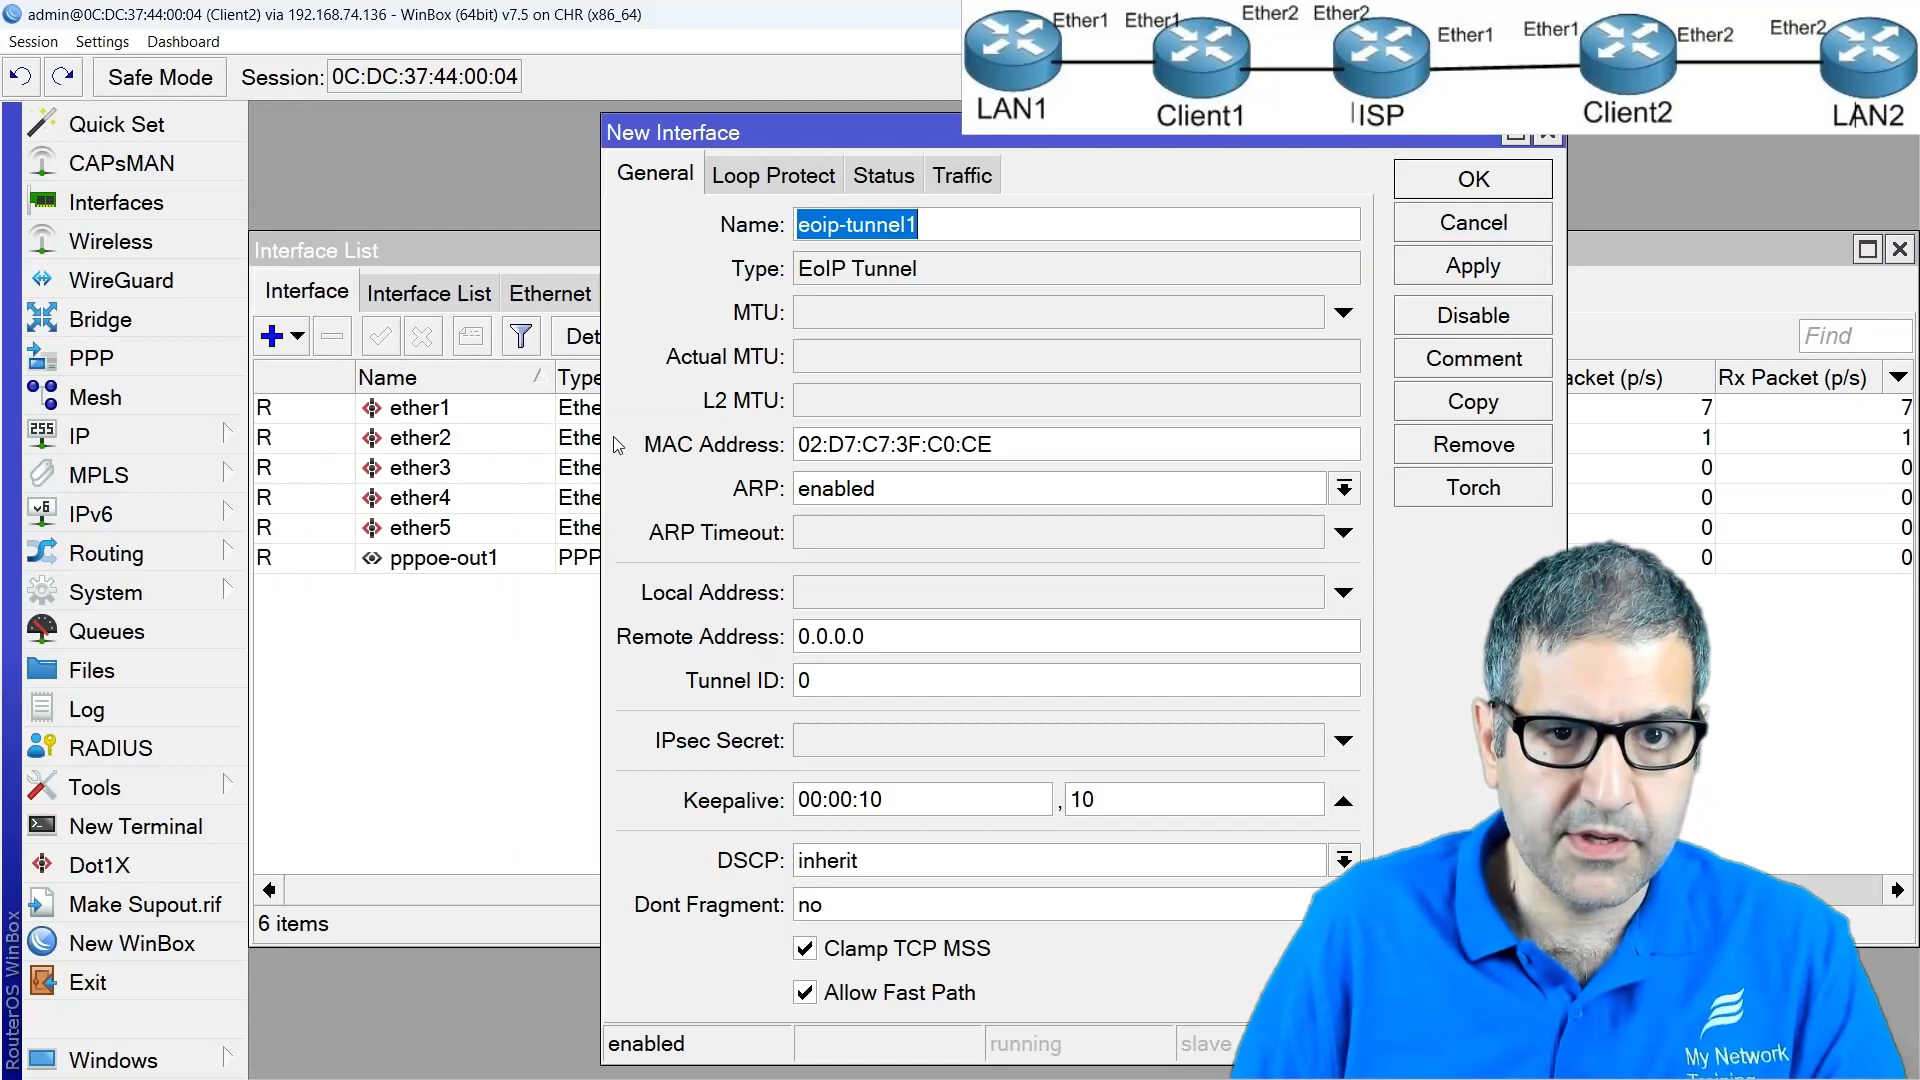 admin@0C:DC:37:44:00:04 (Client2) via 192.168.74.136 - WinBox (64bit) v7.5 on CHR (x86_64)
Session Settings Dashboard
Safe Mode Session: 0C:DC:37:44:00:04
Ether1 Ether1 Ether2 Ether2 Ether1 Ether1 Ether2 Ether2
LAN1 Client1 ISP Client2 LAN2
Quick Set
CAPsMAN
Interfaces
Wireless
WireGuard
Bridge
PPP
Mesh
IP
MPLS
IPv6
Routing
System
Queues
Files
Log
RADIUS
Tools
New Terminal
Dot1X
Make Supout.rif
New WinBox
Exit
Windows
RouterOS WinBox
Interface List
Interface Interface List Ethernet
Det
Find
Name Type
R ether1 Ethe
R ether2 Ethe
R ether3 Ethe
R ether4 Ethe
R ether5 Ethe
R pppoe-out1 PPP
acket (p/s) Rx Packet (p/s)
7 7
1 1
0 0
0 0
0 0
0 0
6 items
New Interface
General Loop Protect Status Traffic
Name: eoip-tunnel1
Type: EoIP Tunnel
MTU:
Actual MTU:
L2 MTU:
MAC Address: 02:D7:C7:3F:C0:CE
ARP: enabled
ARP Timeout:
Local Address:
Remote Address: 0.0.0.0
Tunnel ID: 0
IPsec Secret:
Keepalive: 00:00:10 , 10
DSCP: inherit
Dont Fragment: no
Clamp TCP MSS
Allow Fast Path
enabled running slave
OK
Cancel
Apply
Disable
Comment
Copy
Remove
Torch
My Network